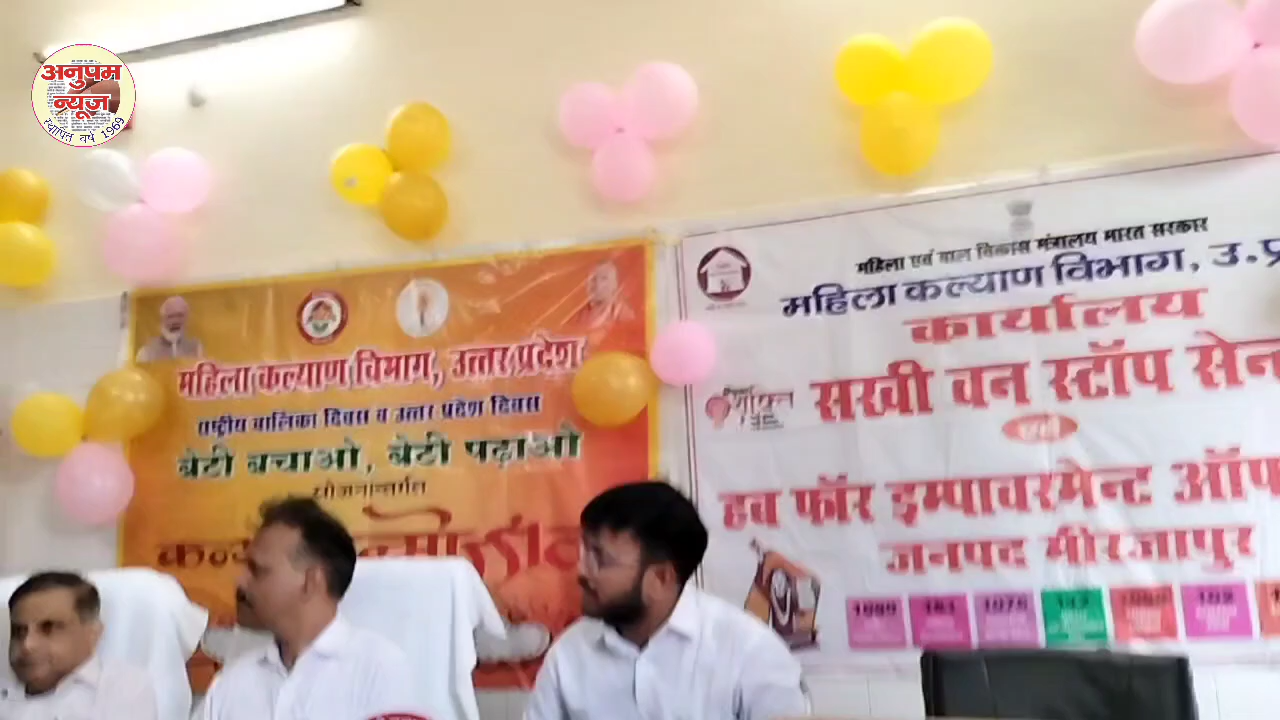 अनुपम
न्यूज़
स्थापित वर्ष 1969
महिला कल्याण विभाग, उत्तर प्रदेश
राष्ट्रीय बालिका दिवस व उत्तर प्रदेश दिवस
बेटी बचाओ, बेटी पढ़ाओ
योजनान्तर्गत
महिला एवं बाल विकास मंत्रालय भारत सरकार
महिला कल्याण विभाग, उ.प्र
कार्यालय
सखी वन स्टॉप सेन
एवं
हब फॉर इम्पावरमेन्ट ऑफ
जनपद मीरजापुर
1090 181 1076 112 1098 102